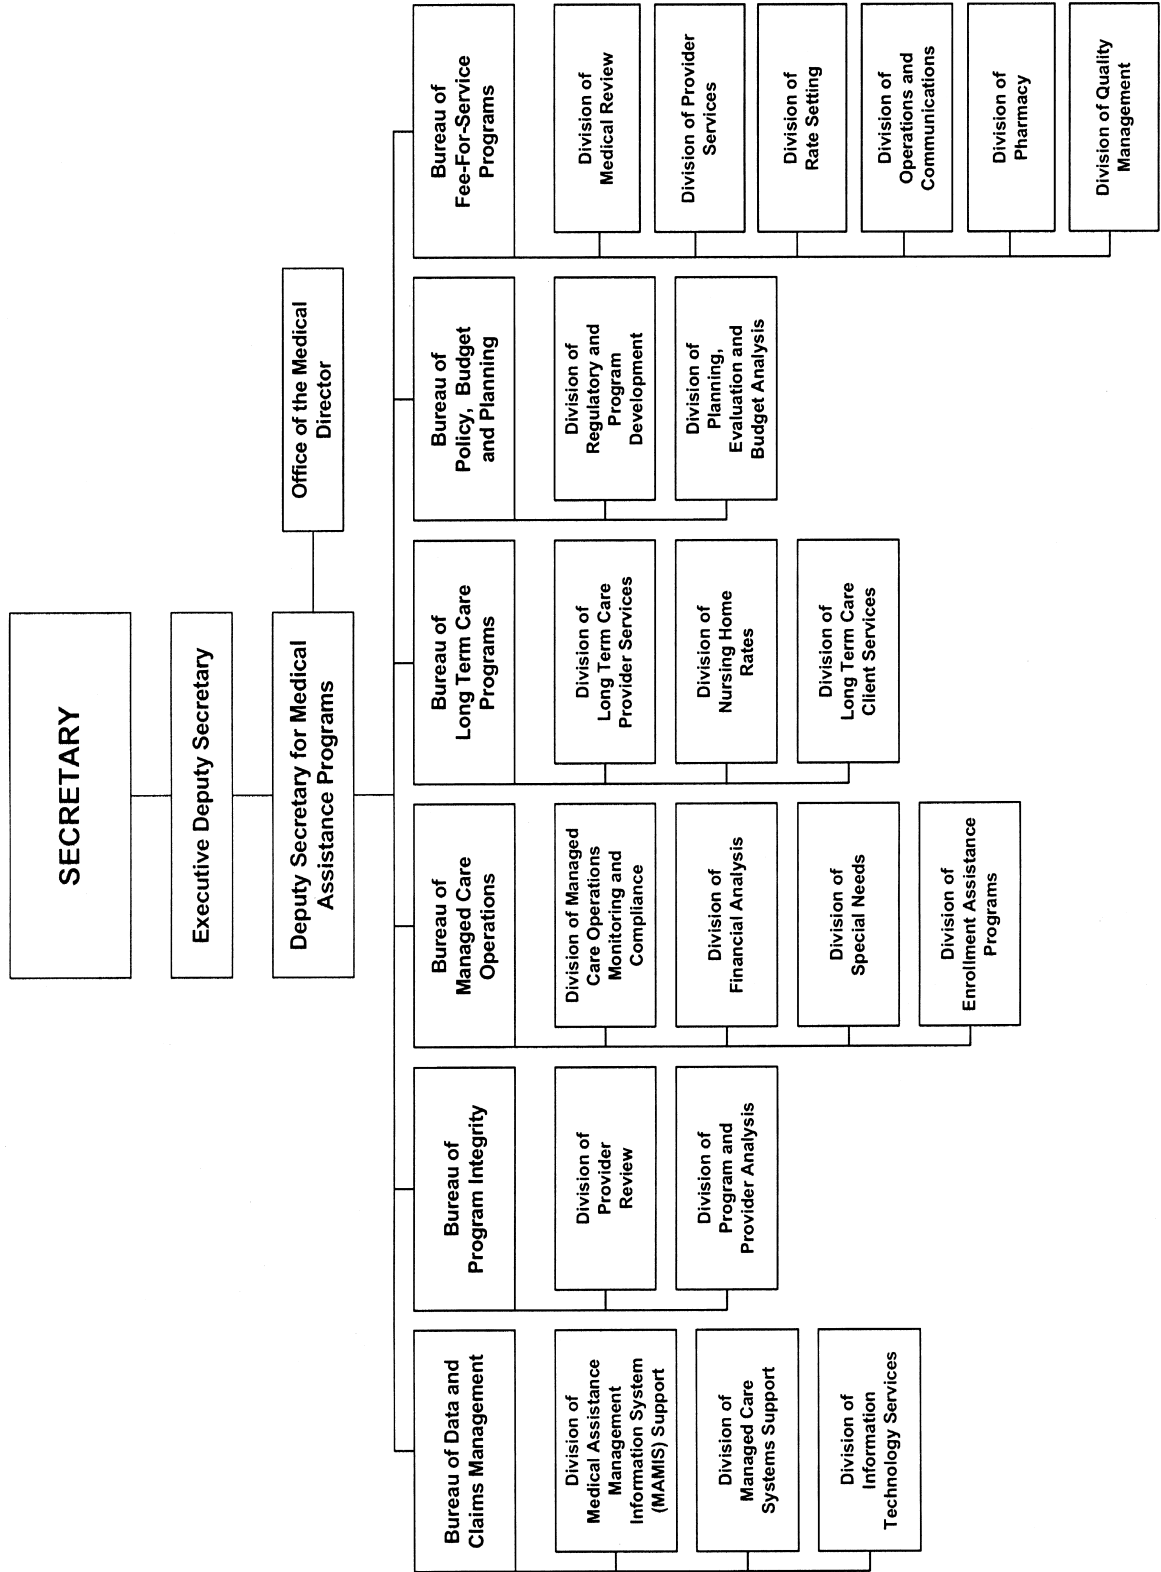 SECRETARY
Executive Deputy Secretary
Deputy Secretary for Medical
Assistance Programs
Office of the Medical
Director
Bureau of Data and
Claims Management
Division of
Medical Assistance
Management
Information System
(MAMIS) Support
Division of
Managed Care
Systems Support
Division of
Information
Technology Services
Bureau of
Program Integrity
Division of
Provider
Review
Division of
Program and
Provider Analysis
Bureau of
Managed Care
Operations
Division of Managed
Care Operations
Monitoring and
Compliance
Division of
Financial Analysis
Division of
Special Needs
Division of
Enrollment Assistance
Programs
Bureau of
Long Term Care
Programs
Division of
Long Term Care
Provider Services
Division of
Nursing Home
Rates
Division of
Long Term Care
Client Services
Bureau of
Policy, Budget
and Planning
Division of
Regulatory and
Program
Development
Division of
Planning,
Evaluation and
Budget Analysis
Bureau of
Fee-For-Service
Programs
Division of
Medical Review
Division of Provider
Services
Division of
Rate Setting
Division of
Operations and
Communications
Division of
Pharmacy
Division of Quality
Management